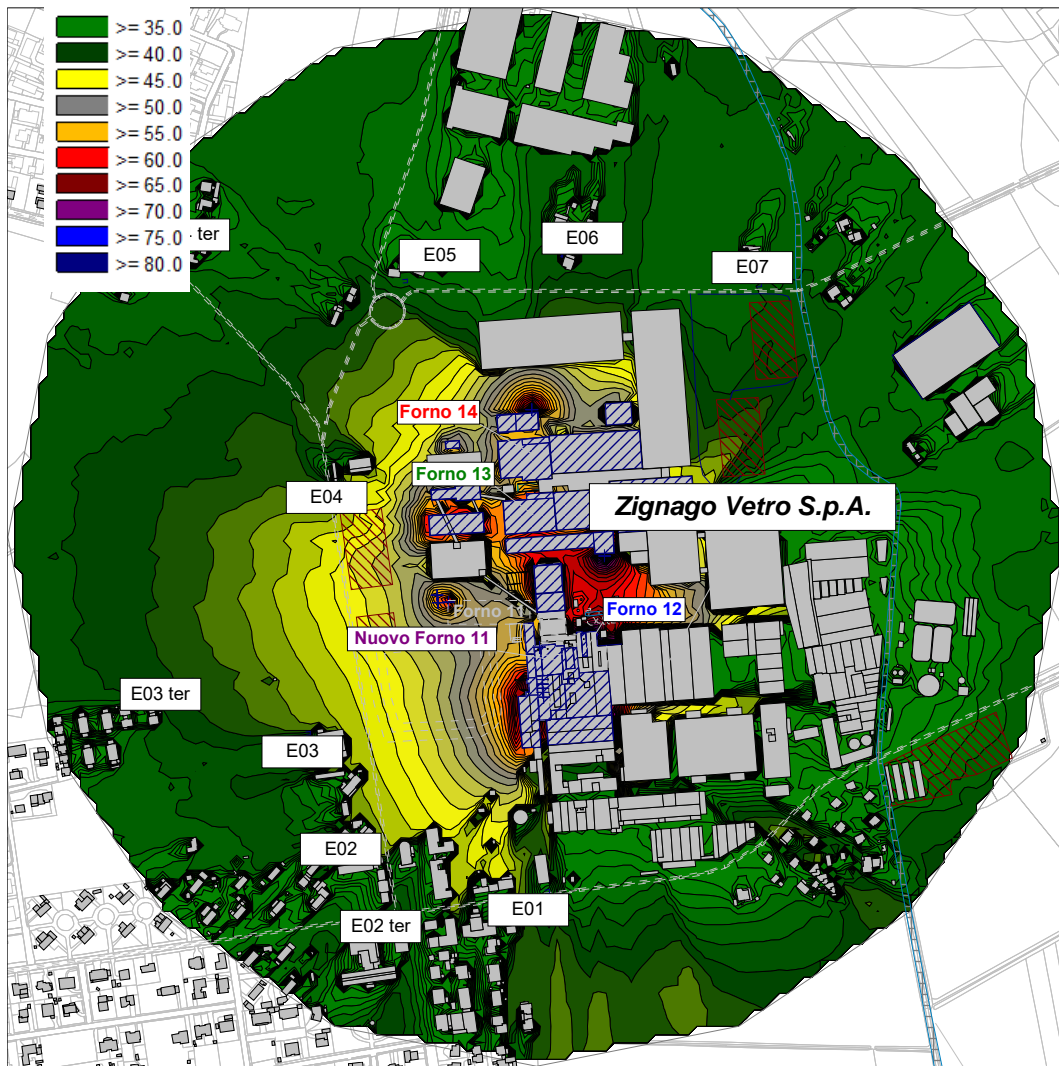 >= 35.0
>= 40.0
>= 45.0
>= 50.0
>= 55.0
>= 60.0
>= 65.0
>= 70.0
>= 75.0
>= 80.0
ter
E05
E06
E07
Forno 14
Forno 13
E04
Zignago Vetro S.p.A.
Forno 11
Forno 12
Nuovo Forno 11
E03 ter
E03
E02
E01
E02 ter